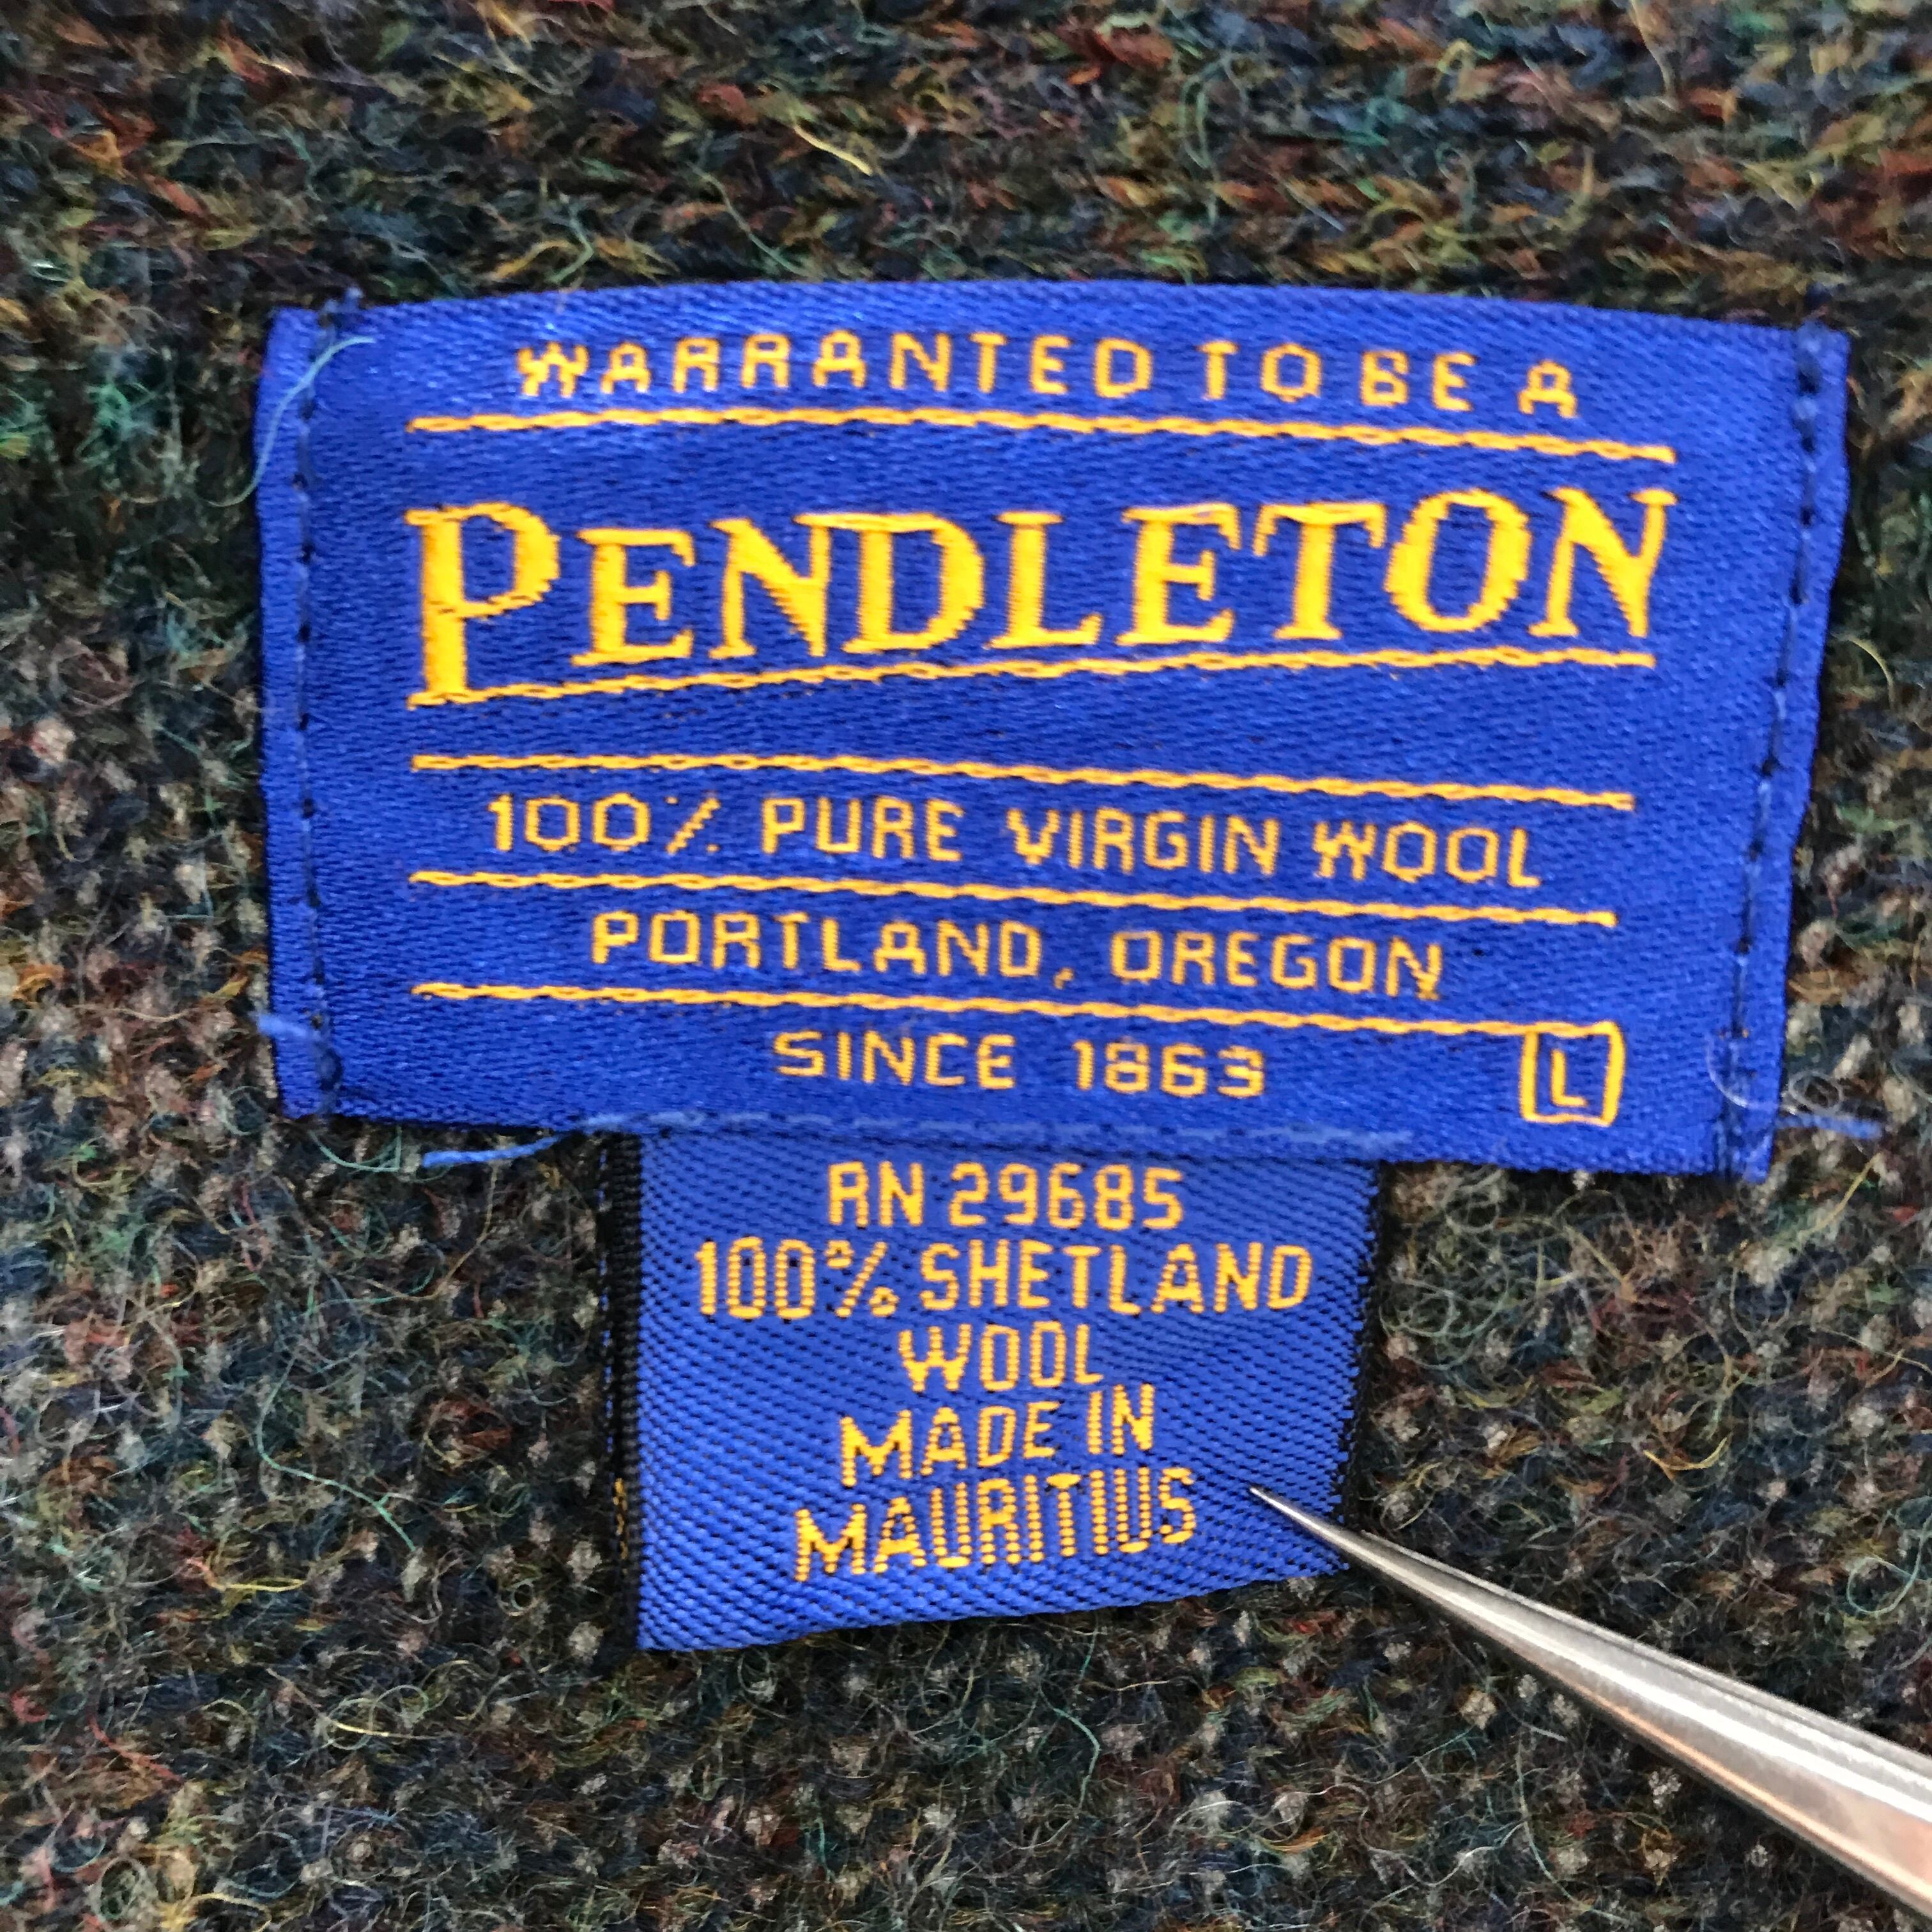 WARRANTED TO BE A
PENDLETON
100% PURE VIRGIN WOOL
PORTLAND, OREGON
SINCE 1863
L
RN 29685
100% SHETLAND
WOOL
MADE IN
MAURITIUS